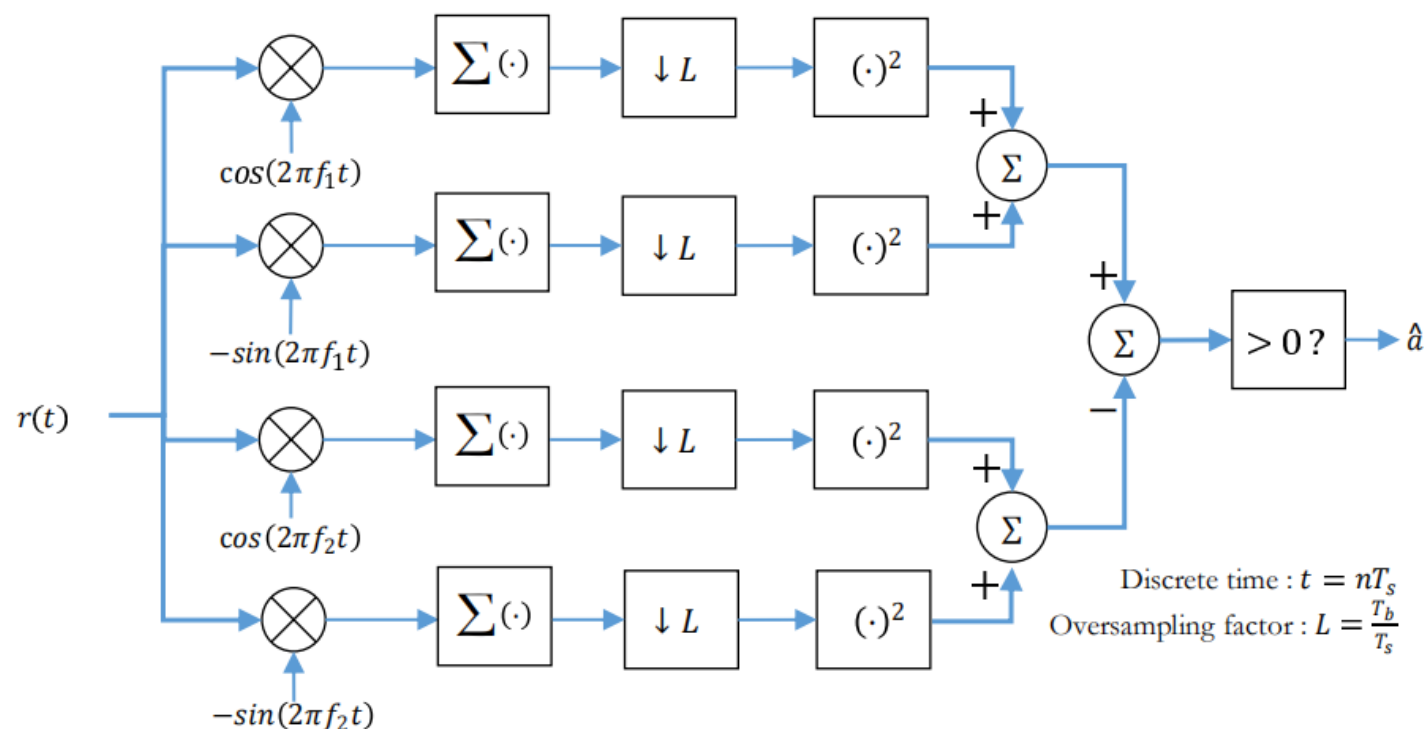 ∑(·) ↓ L (·)²
+
cos(2πf₁t)
Σ
+
∑(·) ↓ L (·)²
+
-sin(2πf₁t)
Σ > 0 ? â
r(t)
−
∑(·) ↓ L (·)²
+
cos(2πf₂t)
Σ
+
Discrete time : t = nTₛ
∑(·) ↓ L (·)²
Oversampling factor : L = T_b/Tₛ
-sin(2πf₂t)